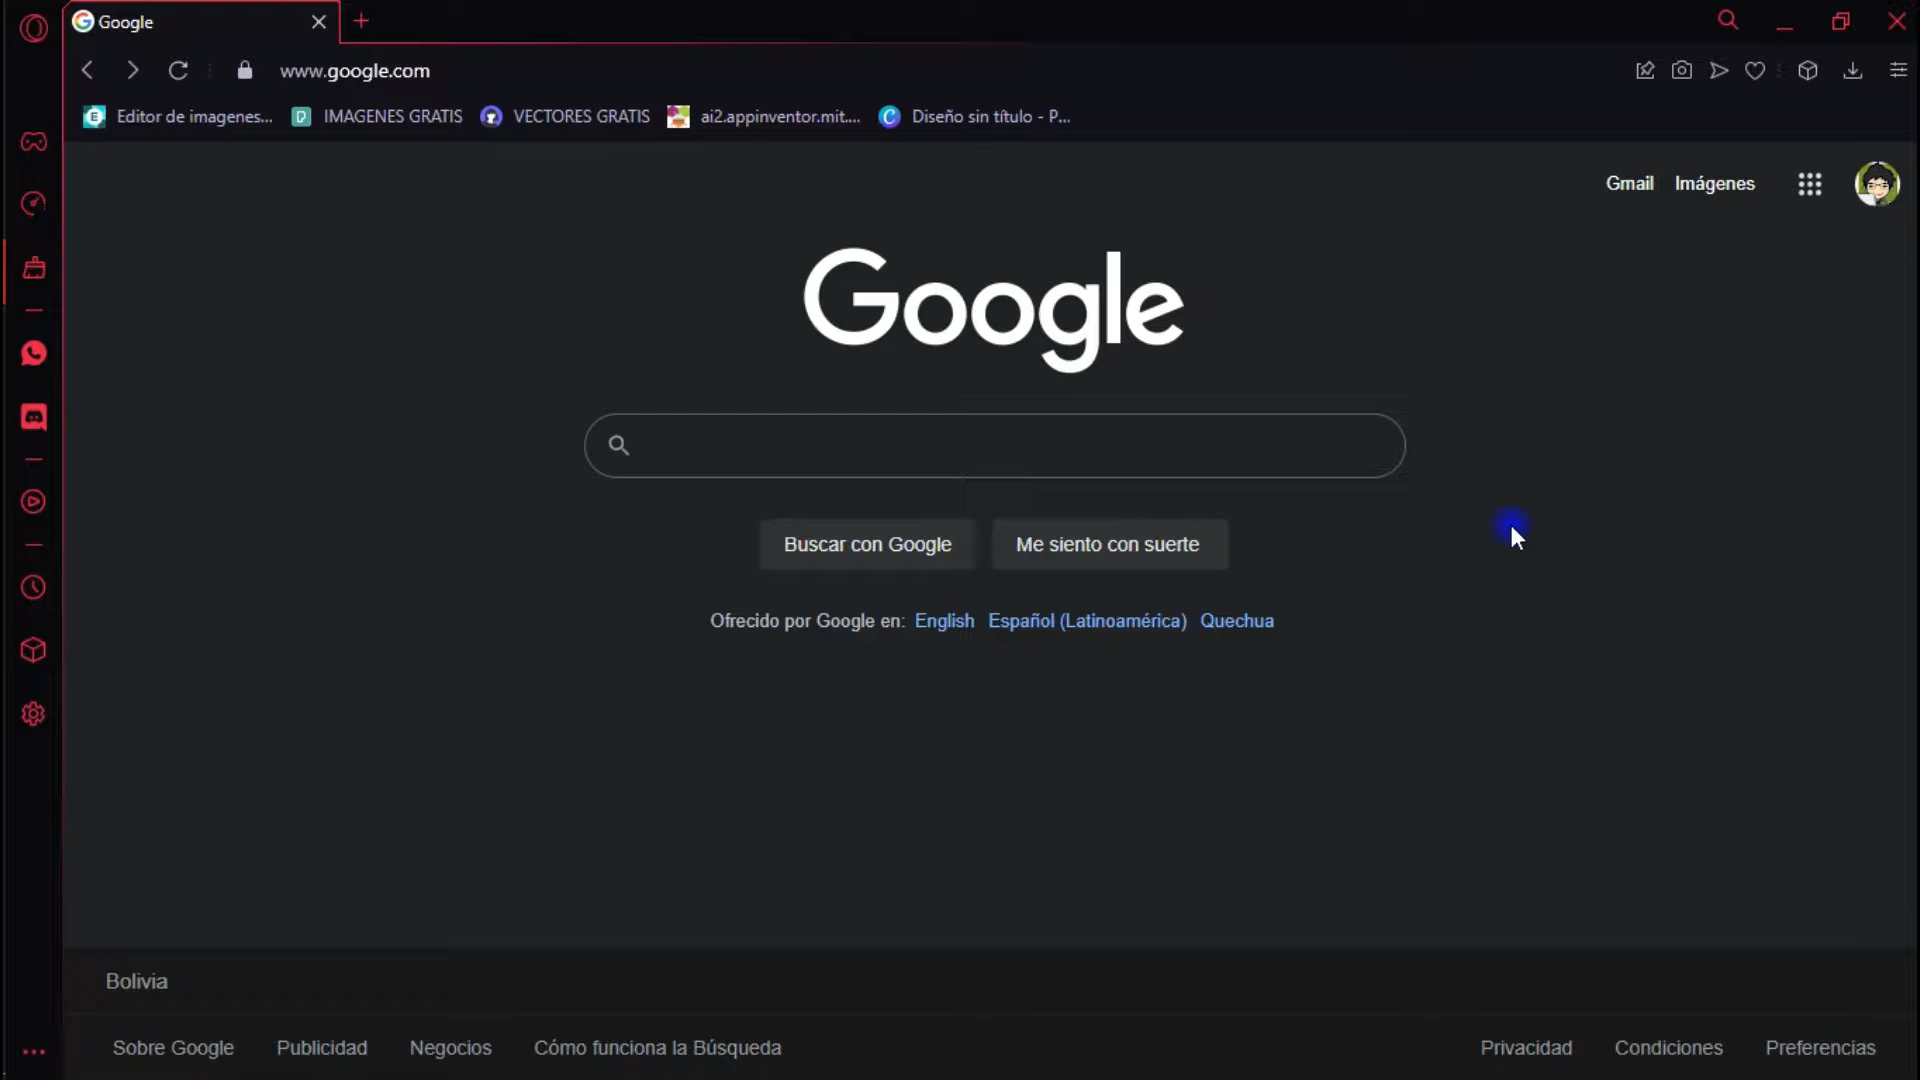 Google
www.google.com
Editor de imagenes... IMAGENES GRATIS VECTORES GRATIS ai2.appinventor.mit.... Diseño sin título - P...
Gmail Imágenes
Google
Buscar con Google Me siento con suerte
Ofrecido por Google en: English Español (Latinoamérica) Quechua
Bolivia
Sobre Google Publicidad Negocios Cómo funciona la Búsqueda Privacidad Condiciones Preferencias